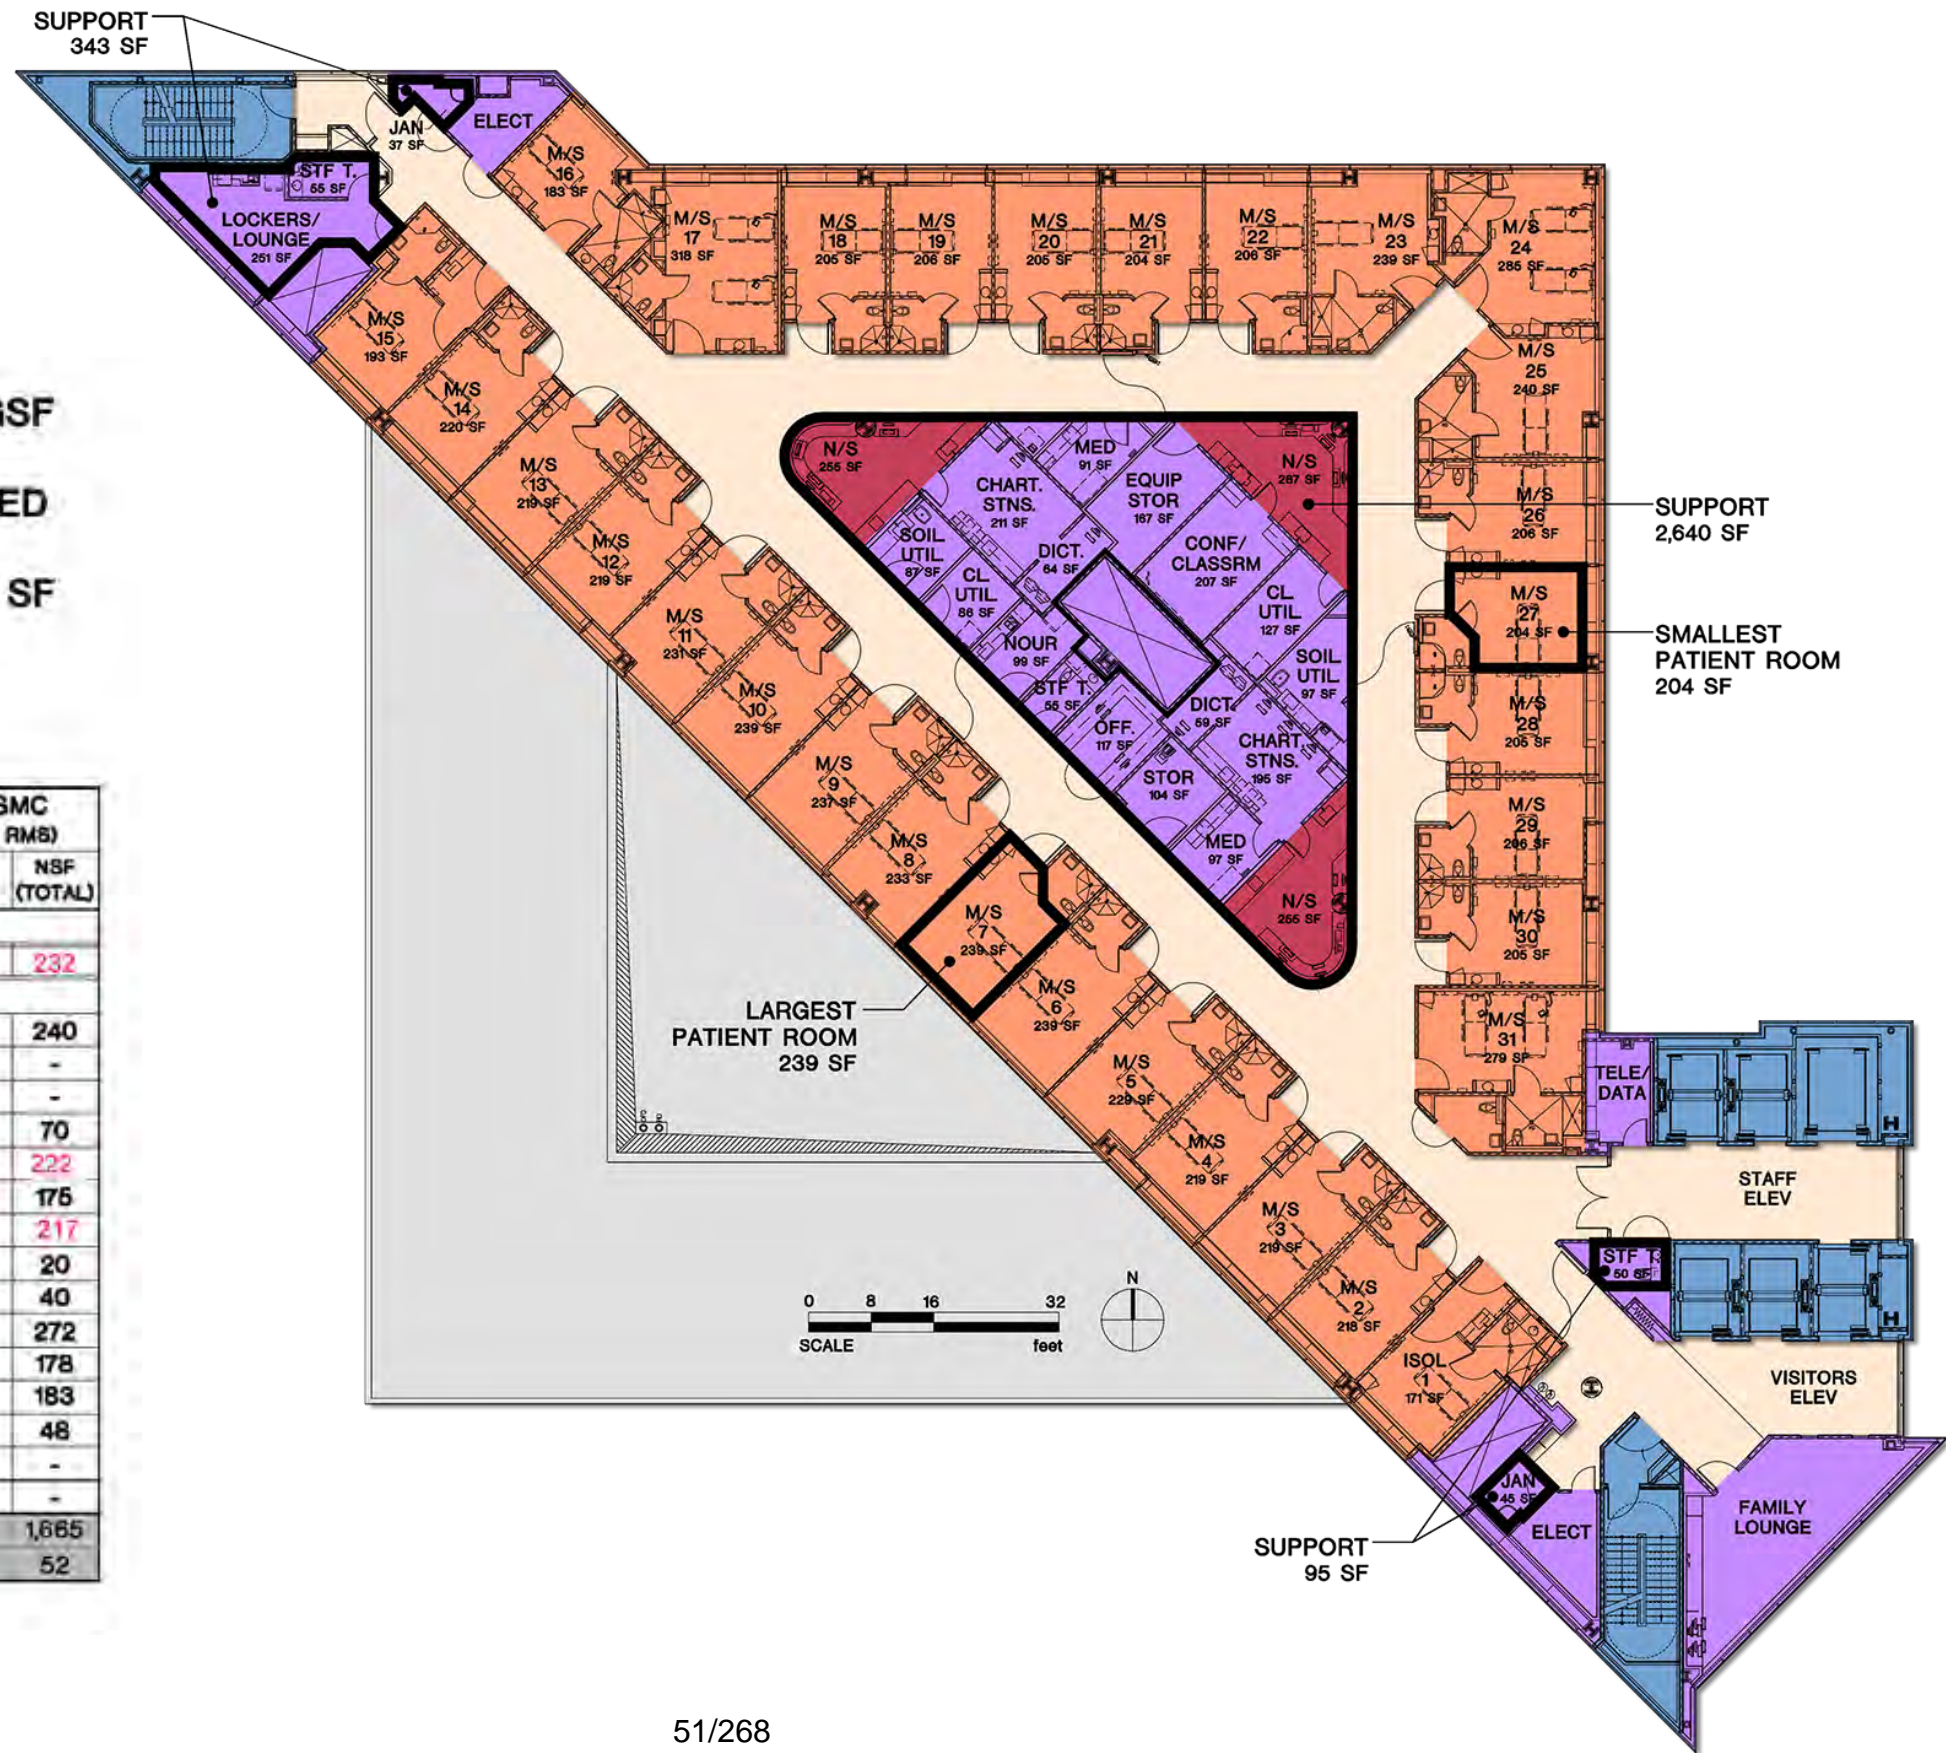 SUPPORT
343 SF
JAN
37 SF
ELECT
STF T.
55 SF
LOCKERS/
LOUNGE
251 SF
M/S
16
183 SF
M/S
17
318 SF
M/S
18
205 SF
M/S
19
206 SF
M/S
20
205 SF
M/S
21
204 SF
M/S
22
206 SF
M/S
23
239 SF
M/S
24
285 SF
M/S
25
240 SF
M/S
26
206 SF
M/S
27
204 SF
M/S
28
205 SF
M/S
29
206 SF
M/S
30
205 SF
M/S
31
279 SF
M/S
15
193 SF
M/S
14
220 SF
M/S
13
219 SF
M/S
12
219 SF
M/S
11
231 SF
M/S
10
239 SF
M/S
9
237 SF
M/S
8
233 SF
M/S
7
239 SF
M/S
6
239 SF
M/S
5
229 SF
M/S
4
219 SF
M/S
3
219 SF
M/S
2
218 SF
ISOL
1
171 SF
N/S
255 SF
MED
91 SF
N/S
287 SF
CHART.
STNS.
211 SF
EQUIP
STOR
167 SF
SOIL
UTIL
87 SF
DICT.
64 SF
CONF/
CLASSRM
207 SF
CL
UTIL
86 SF
CL
UTIL
127 SF
NOUR
99 SF
SOIL
UTIL
97 SF
STF T.
55 SF
DICT.
59 SF
OFF.
117 SF
CHART
STNS.
195 SF
STOR
104 SF
MED
97 SF
N/S
255 SF
SUPPORT
2,640 SF
SMALLEST
PATIENT ROOM
204 SF
LARGEST
PATIENT ROOM
239 SF
TELE/
DATA
STAFF
ELEV
STF T.
50 SF
VISITORS
ELEV
JAN
45 SF
ELECT
FAMILY
LOUNGE
SUPPORT
95 SF
0 8 16 32
SCALE feet
N
GSF
ED
SF
SMC
RMS)
NSF
(TOTAL)
232
240
-
-
70
222
175
217
20
40
272
178
183
48
-
-
1,665
52
51/268